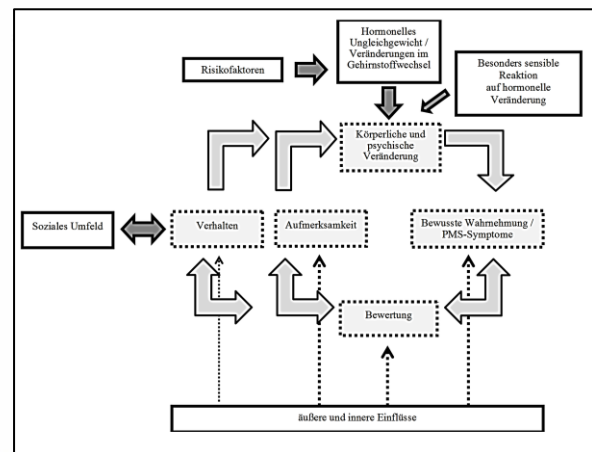 Hormonelles
Ungleichgewicht /
Veränderungen im
Gehirnstoffwechsel
Risikofaktoren
Besonders sensible
Reaktion
auf hormonelle
Veränderung
Körperliche und
psychische
Veränderung
Soziales Umfeld
Verhalten
Aufmerksamkeit
Bewusste Wahrnehmung /
PMS-Symptome
Bewertung
äußere und innere Einflüsse